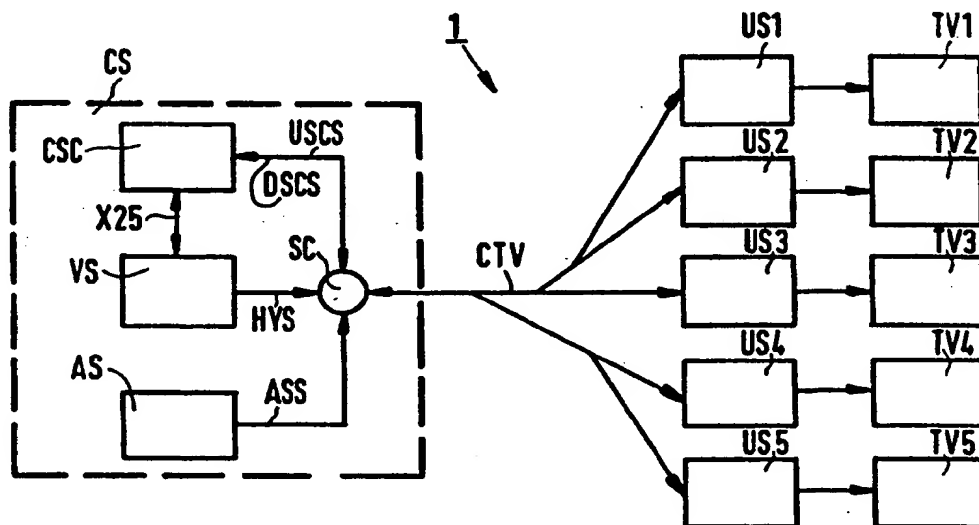 1
CS
CSC
USCS
DSCS
X25
VS
SC
HYS
AS
ASS
CTV
US1
TV1
US2
TV2
US3
TV3
US4
TV4
US5
TV5